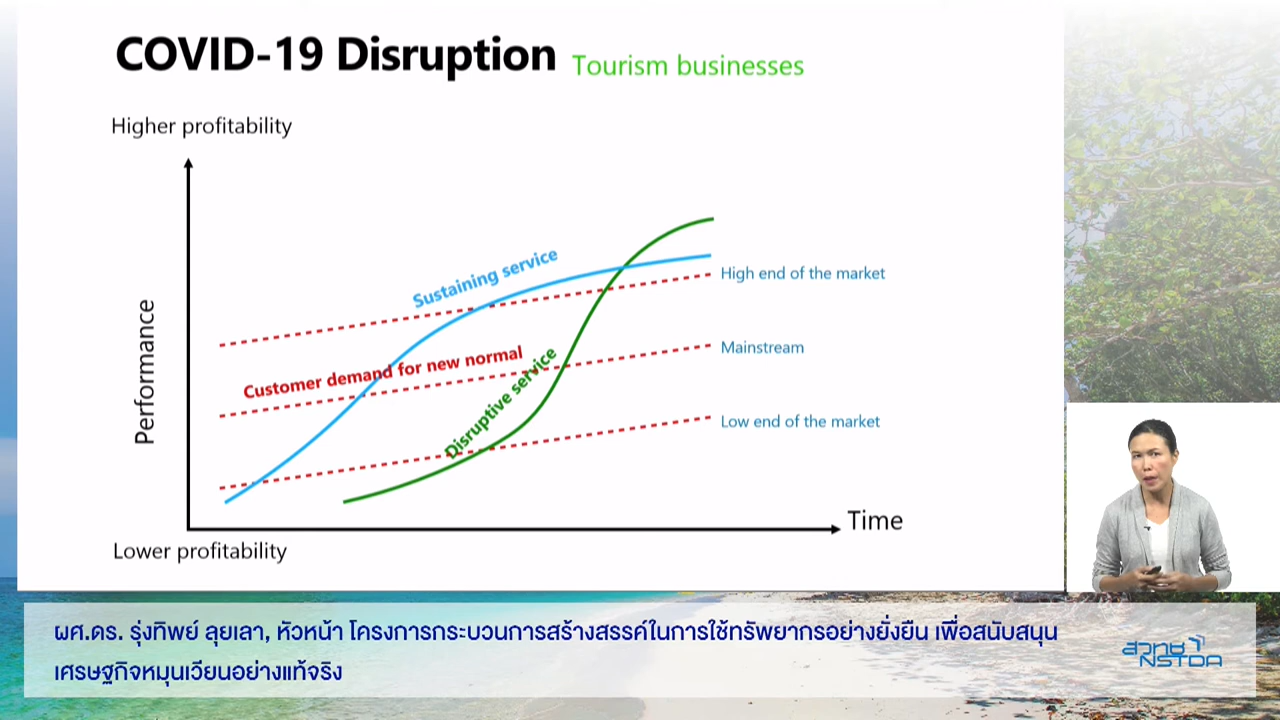 COVID-19 Disruption Tourism businesses
Higher profitability
Sustaining service
High end of the market
Customer demand for new normal
Mainstream
Disruptive service
Low end of the market
Performance
Time
Lower profitability
ผศ.ดร. รุ่งทิพย์ ลุยเลา, หัวหน้า โครงการกระบวนการสร้างสรรค์ในการใช้ทรัพยากรอย่างยั่งยืน เพื่อสนับสนุน
เศรษฐกิจหมุนเวียนอย่างแท้จริง
สวทช
NSTDA